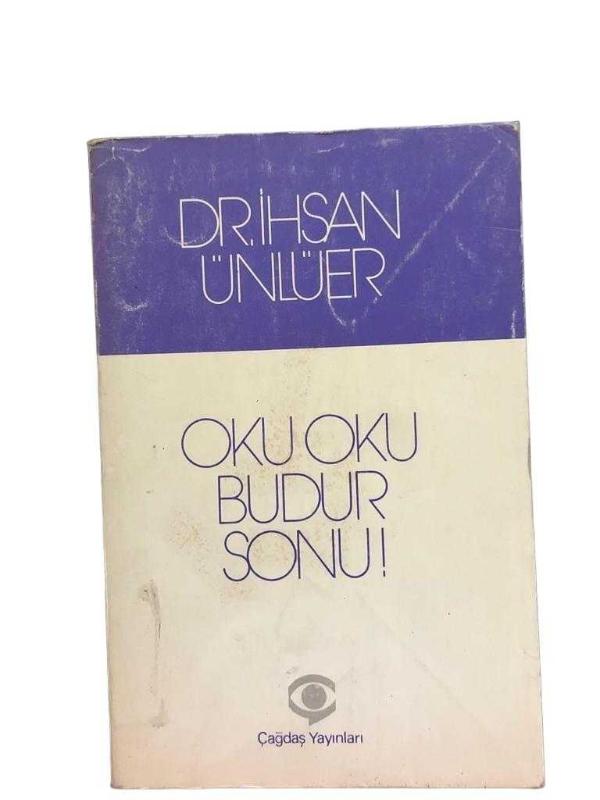 DR. İHSAN
ÜNLÜER
OKU OKU
BUDUR
SONU!
Çağdaş Yayınları